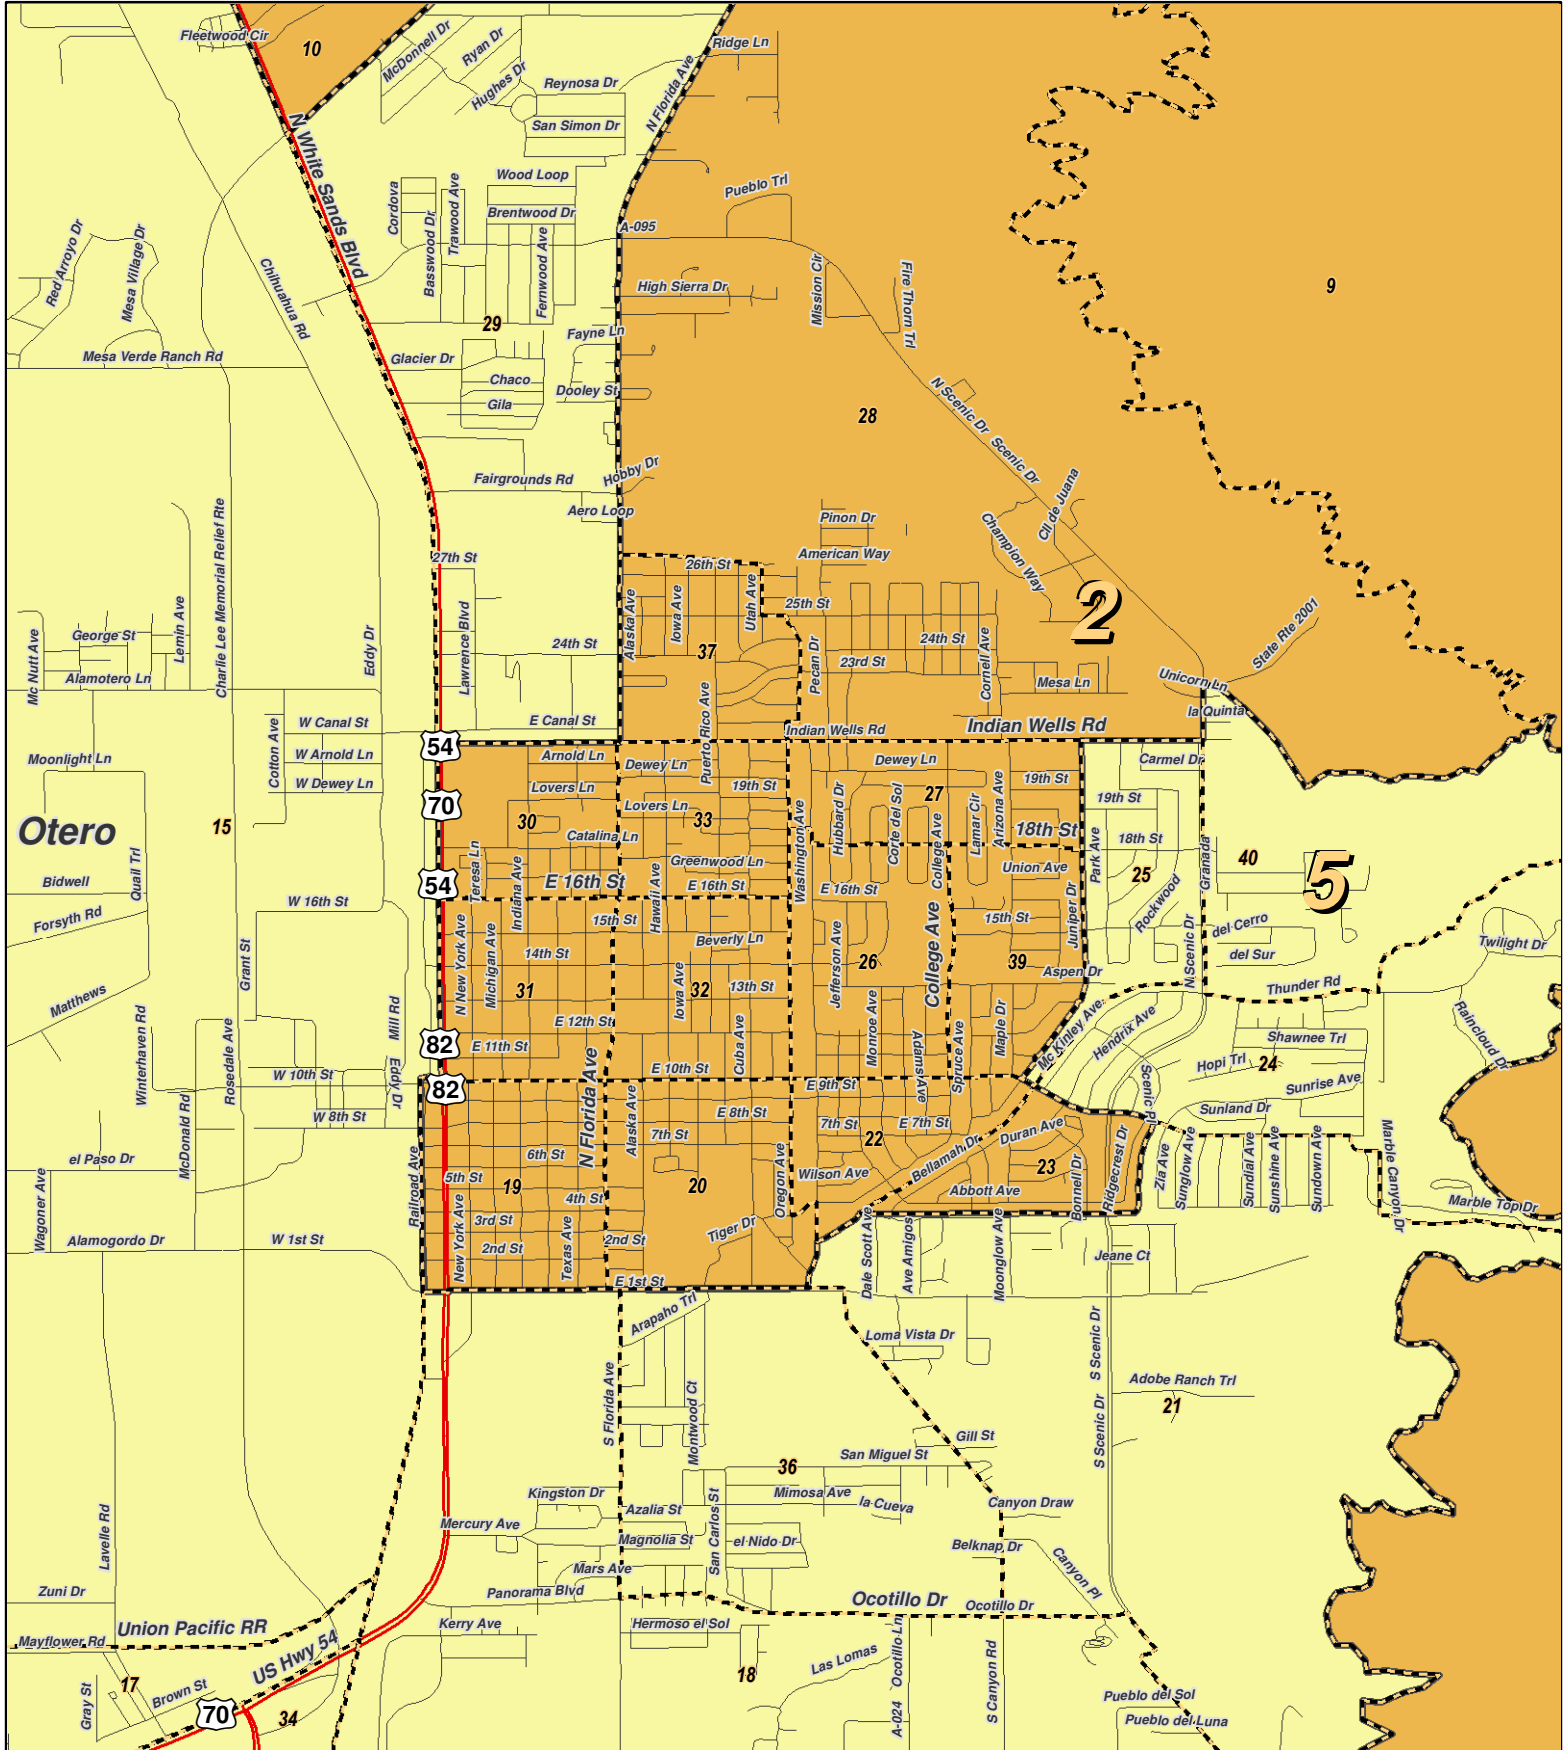 Fleetwood Cir
10
McDonnell Dr
Ryan Dr
Hughes Dr
Reynosa Dr
San Simon Dr
N Florida Ave
Ridge Ln
N White Sands Blvd
Wood Loop
Brentwood Dr
Cordova
Basswood Dr
Trawood Ave
Fernwood Ave
Pueblo Trl
A-095
Red Arroyo Dr
Mesa Village Dr
Chihuahua Rd
High Sierra Dr
Mission Cir
Fire Thorn Trl
9
29
Fayne Ln
Mesa Verde Ranch Rd
Glacier Dr
Chaco
Gila
Dooley St
28
N Scenic Dr
Scenic Dr
Fairgrounds Rd
Hobby Dr
Aero Loop
Cll de Juana
Champion Way
Pinon Dr
American Way
27th St
26th St
25th St
Charlie Lee Memorial Relief Rte
Alaska Ave
Iowa Ave
Utah Ave
2
Mc Nutt Ave
George St
Lemin Ave
Alamotero Ln
Eddy Dr
Lawrence Blvd
24th St
37
Pecan Dr
24th St
23rd St
Cornell Ave
Mesa Ln
State Rte 2001
Unicorn Ln
la Quinta
W Canal St
E Canal St
Puerto Rico Ave
Indian Wells Rd
Indian Wells Rd
54
Moonlight Ln
Cotton Ave
W Arnold Ln
W Dewey Ln
Arnold Ln
Dewey Ln
Dewey Ln
Carmel Dr
Lovers Ln
Lovers Ln
19th St
19th St
19th St
70
Otero
15
30
33
27
Catalina Ln
Washington Ave
Hubbard Dr
Corte del Sol
College Ave
Lamar Cir
Arizona Ave
18th St
18th St
Park Ave
Granada
40
5
25
Quail Trl
Bidwell
54
Teresa Ln
Indiana Ave
E 16th St
Greenwood Ln
E 16th St
E 16th St
Hawaii Ave
Union Ave
Juniper Dr
Rockwood
Forsyth Rd
W 16th St
15th St
15th St
del Cerro
del Sur
Twilight Dr
Grant St
N New York Ave
Michigan Ave
14th St
Beverly Ln
Jefferson Ave
26
College Ave
39
Aspen Dr
N Scenic Dr
Thunder Rd
Matthews
31
Iowa Ave
32
13th St
Winterhaven Rd
Rosedale Ave
Mill Rd
E 12th St
E 11th St
Cuba Ave
Monroe Ave
Adams Ave
Spruce Ave
Maple Dr
Mc Kinley Ave
Hendrix Ave
Shawnee Trl
Hopi Trl
24
Raincloud Dr
82
W 10th St
E 10th St
E 9th St
Eddy Dr
82
Sunrise Ave
Sunland Dr
Scenic Pl
McDonald Rd
W 8th St
N Florida Ave
Alaska Ave
E 8th St
7th St
7th St
E 7th St
22
Duran Ave
Bellamah Dr
el Paso Dr
6th St
5th St
19
4th St
20
Oregon Ave
Wilson Ave
23
Abbott Ave
Bonnell Dr
Ridgecrest Dr
Zia Ave
Sunglow Ave
Sundial Ave
Sunshine Ave
Sundown Ave
Marble Canyon Dr
Marble Top Dr
Wagoner Ave
Railroad Ave
New York Ave
3rd St
2nd St
Texas Ave
2nd St
Tiger Dr
Alamogordo Dr
W 1st St
E 1st St
Dale Scott Ave
Ave Amigos
Moonglow Ave
Jeane Ct
Arapaho Trl
Loma Vista Dr
S Scenic Dr
Adobe Ranch Trl
21
S Florida Ave
Montwood Ct
S Scenic Dr
Gill St
San Miguel St
36
Mimosa Ave
la Cueva
Kingston Dr
Azalia St
San Carlos St
Canyon Draw
Lavelle Rd
Mercury Ave
Magnolia St
el Nido Dr
Belknap Dr
Canyon Pl
Mars Ave
Zuni Dr
Panorama Blvd
Ocotillo Dr
Ocotillo Dr
Union Pacific RR
Mayflower Rd
Kerry Ave
Hermoso el Sol
US Hwy 54
Las Lomas
Ocotillo Ln
A-024
S Canyon Rd
17
Gray St
Brown St
18
70
34
Pueblo del Sol
Pueblo del Luna